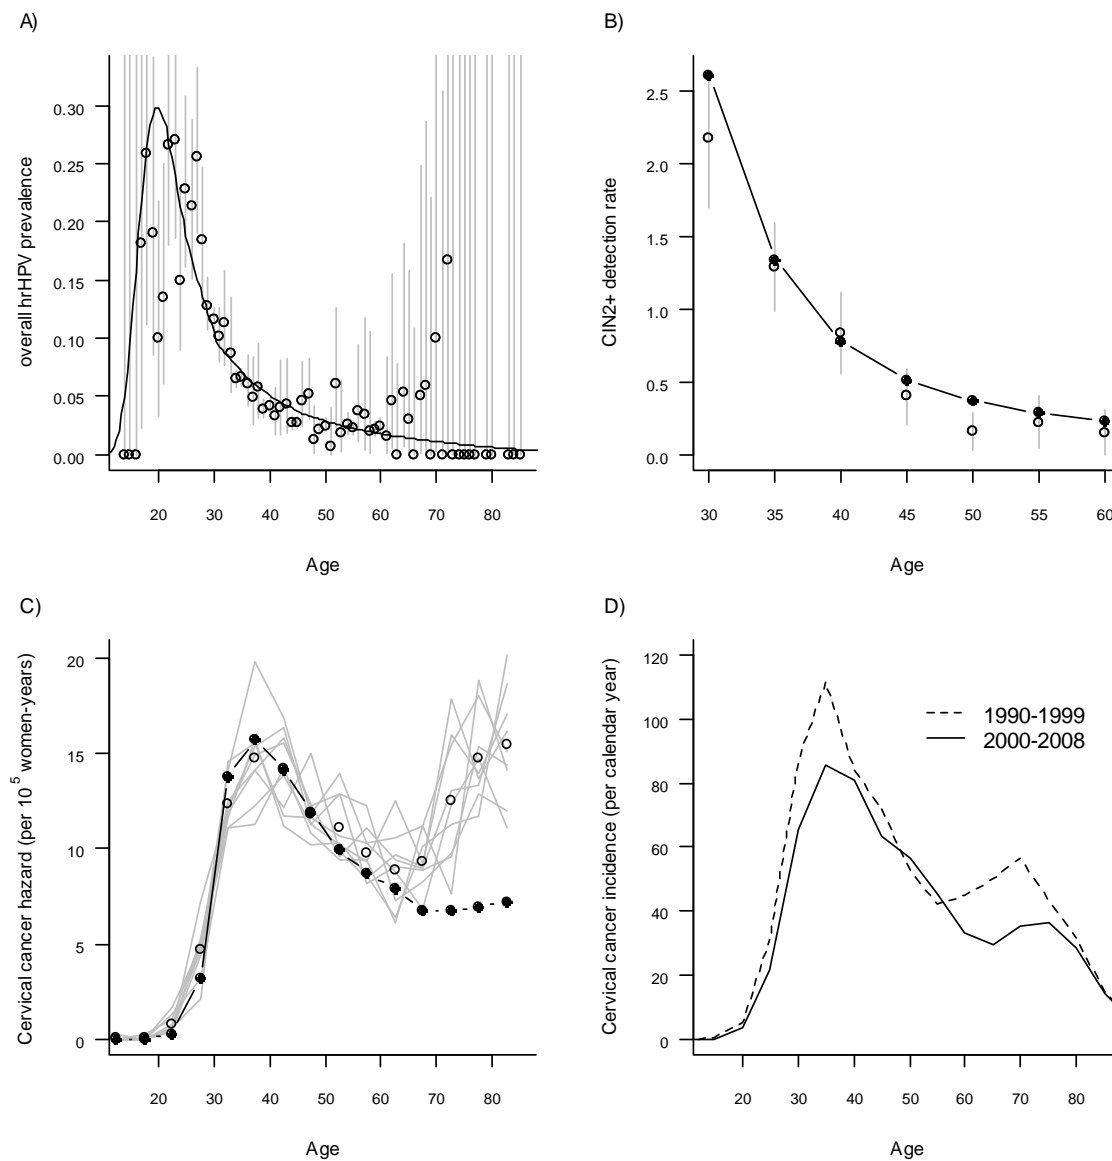 A)
overall hrHPV prevalence
0.30
0.25
0.20
0.15
0.10
0.05
0.00
20 30 40 50 60 70 80
Age
B)
CIN2+ detection rate
2.5
2.0
1.5
1.0
0.5
0.0
30 35 40 45 50 55 60
Age
C)
Cervical cancer hazard (per 10 5 women-years)
20
15
10
5
0
20 30 40 50 60 70 80
Age
D)
Cervical cancer incidence (per calendar year)
120
100
80
60
40
20
0
1990-1999
2000-2008
20 30 40 50 60 70 80
Age